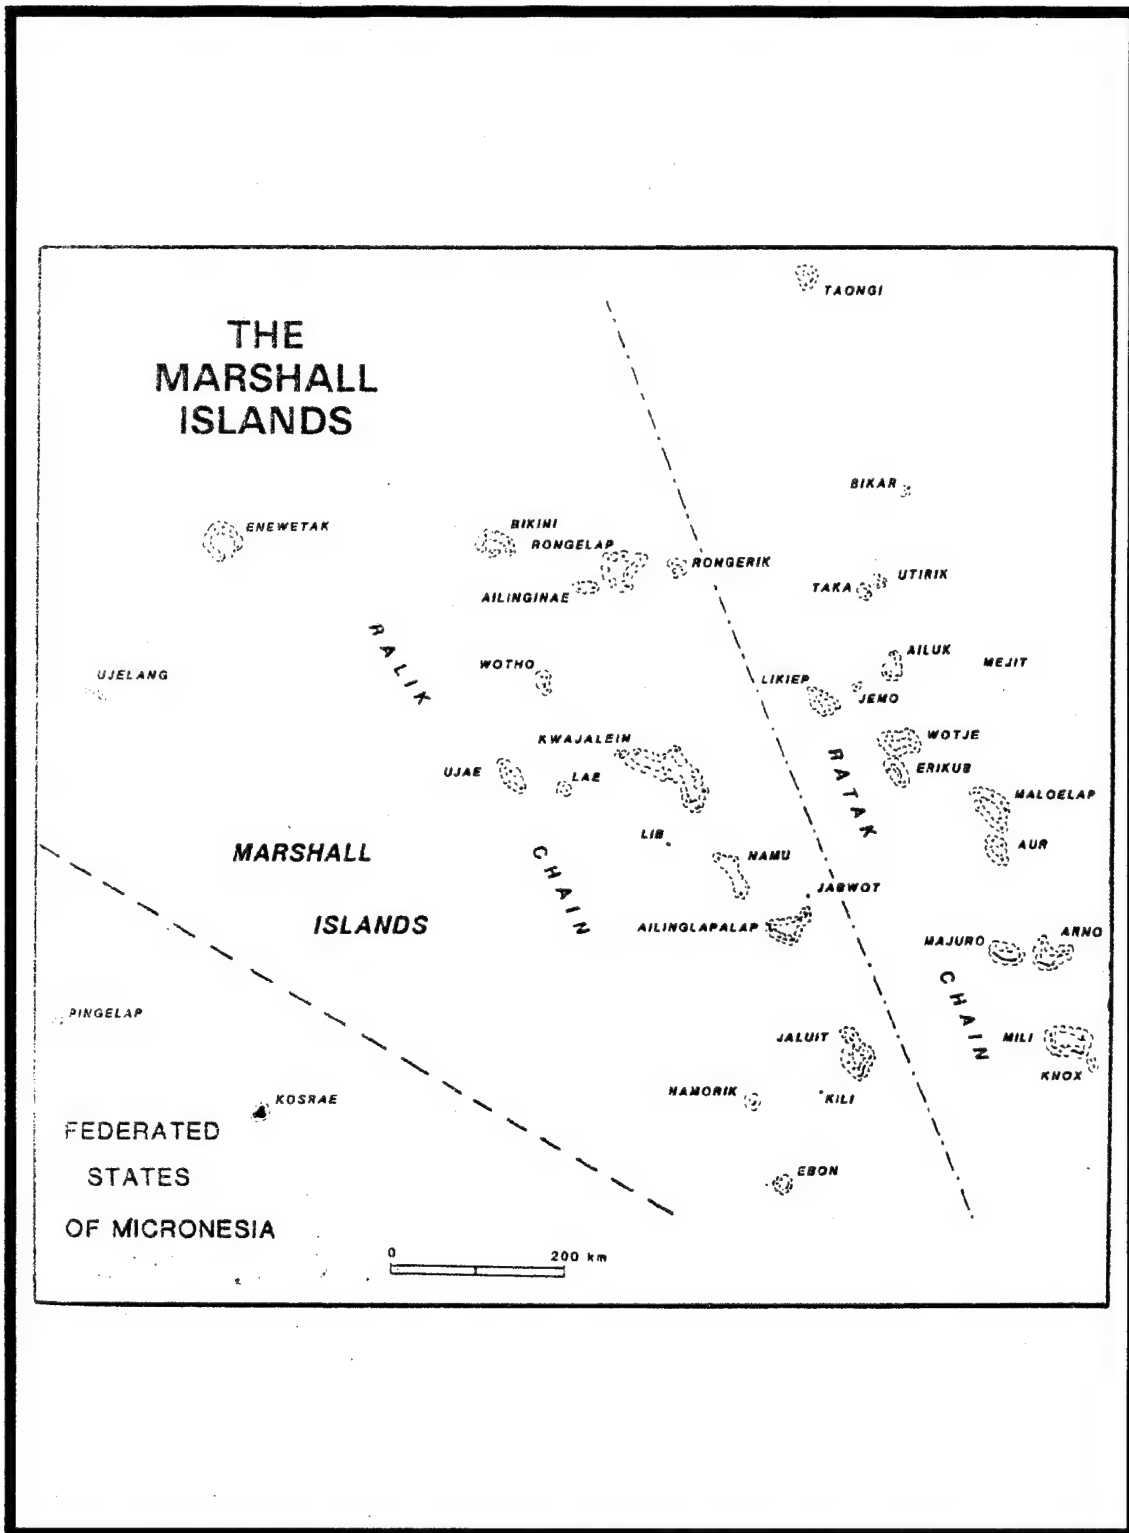 TAONGI
THE
MARSHALL
ISLANDS
BIKAR
ENEWETAK
BIKINI
RONGELAP
RONGERIK
AILINGINAE
TAKA
UTIRIK
RALIK
WOTHO
AILUK
MEJIT
UJELANG
LIKIEP
JEMO
KWAJALEIN
WOTJE
UJAE
LAE
ERIKUB
RATAK
MALOELAP
LIB
AUR
MARSHALL
CHAIN
NAMU
JABWOT
ISLANDS
AILINGLAPALAP
MAJURO
ARNO
CHAIN
PINGELAP
JALUIT
MILI
KNOX
KOSRAE
NAMORIK
KILI
FEDERATED
STATES
OF MICRONESIA
EBON
0 200 km